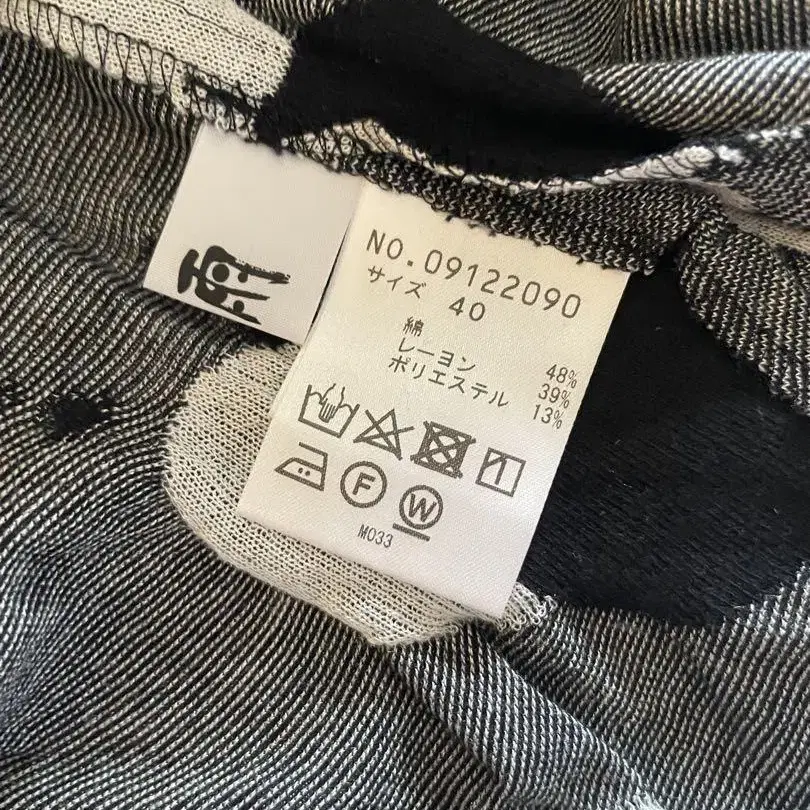 NO.09122090
サイズ 40
綿 48%
レーヨン 39%
ポリエステル 13%
F
W
M033